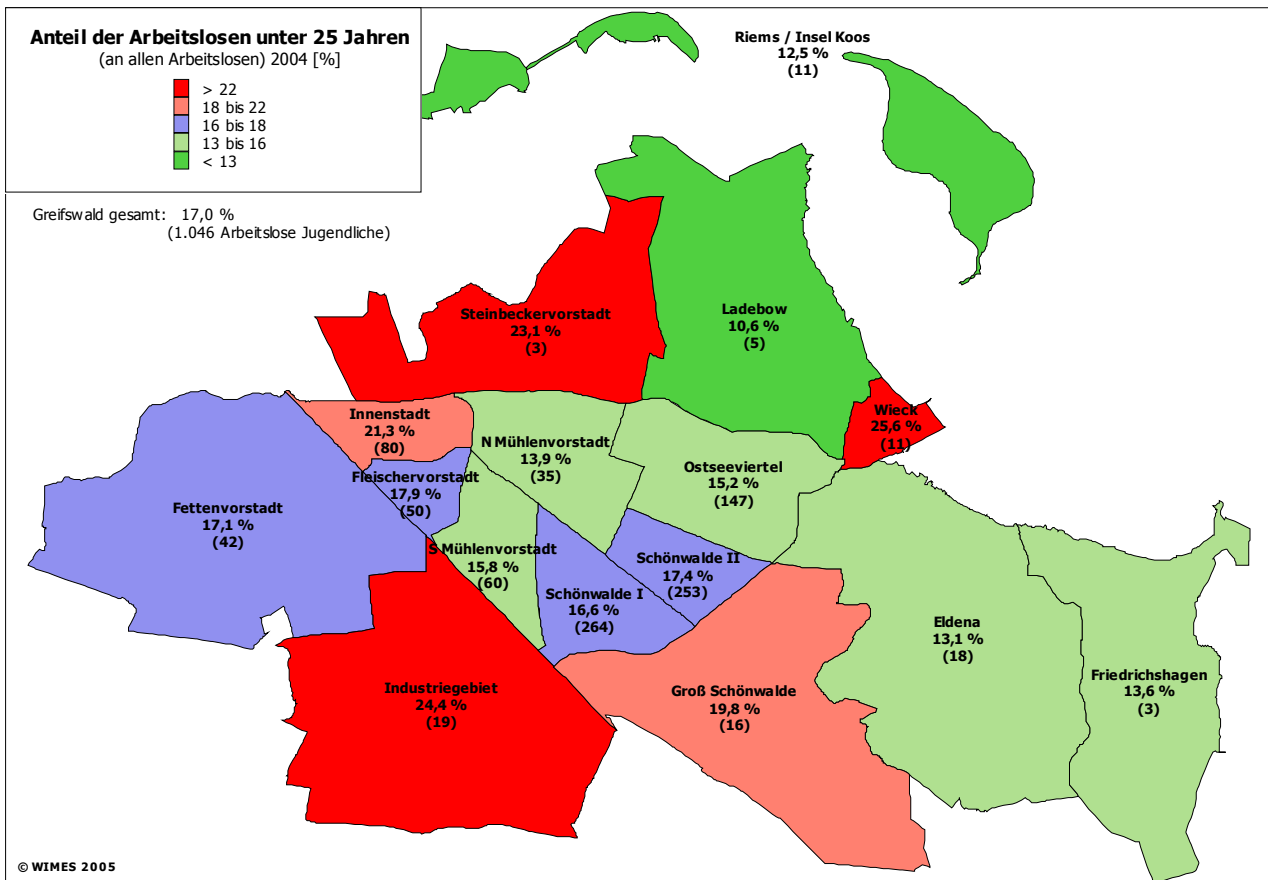 Anteil der Arbeitslosen unter 25 Jahren
(an allen Arbeitslosen) 2004 [%]
> 22
18 bis 22
16 bis 18
13 bis 16
< 13
Greifswald gesamt: 17,0 %
(1.046 Arbeitslose Jugendliche)
Riems / Insel Koos
12,5 %
(11)
Steinbeckervorstadt
23,1 %
(3)
Ladebow
10,6 %
(5)
Wieck
25,6 %
(11)
Innenstadt
21,3 %
(80)
N Mühlenvorstadt
13,9 %
(35)
Ostseeviertel
15,2 %
(147)
Fleischervorstadt
17,9 %
(50)
Fettenvorstadt
17,1 %
(42)
S Mühlenvorstadt
15,8 %
(60)
Schönwalde I
16,6 %
(264)
Schönwalde II
17,4 %
(253)
Eldena
13,1 %
(18)
Friedrichshagen
13,6 %
(3)
Industriegebiet
24,4 %
(19)
Groß Schönwalde
19,8 %
(16)
© WIMES 2005